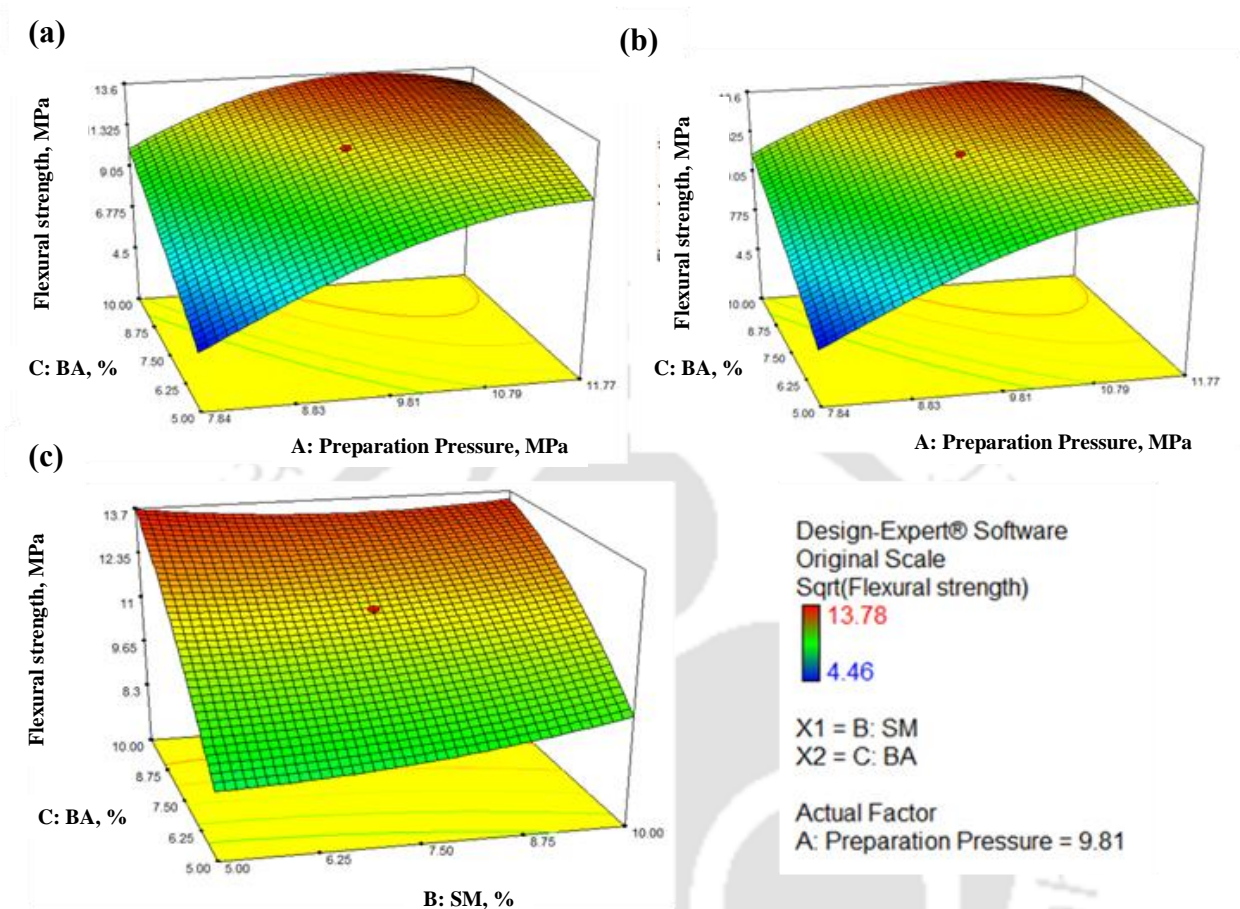 (a)
Flexural strength, MPa
13.6
11.325
9.05
6.775
4.5
10.00
8.75
7.50
6.25
5.00
C: BA, %
7.84
8.83
9.81
10.79
11.77
A: Preparation Pressure, MPa
(b)
Flexural strength, MPa
4.5
8.75
7.50
6.25
5.00
C: BA, %
7.84
8.83
9.81
10.79
11.77
A: Preparation Pressure, MPa
(c)
Flexural strength, MPa
13.7
12.35
11
9.65
8.3
10.00
8.75
7.50
6.25
5.00
C: BA, %
5.00
6.25
7.50
8.75
10.00
B: SM, %
Design-Expert® Software
Original Scale
Sqrt(Flexural strength)
13.78
4.46
X1 = B: SM
X2 = C: BA
Actual Factor
A: Preparation Pressure = 9.81